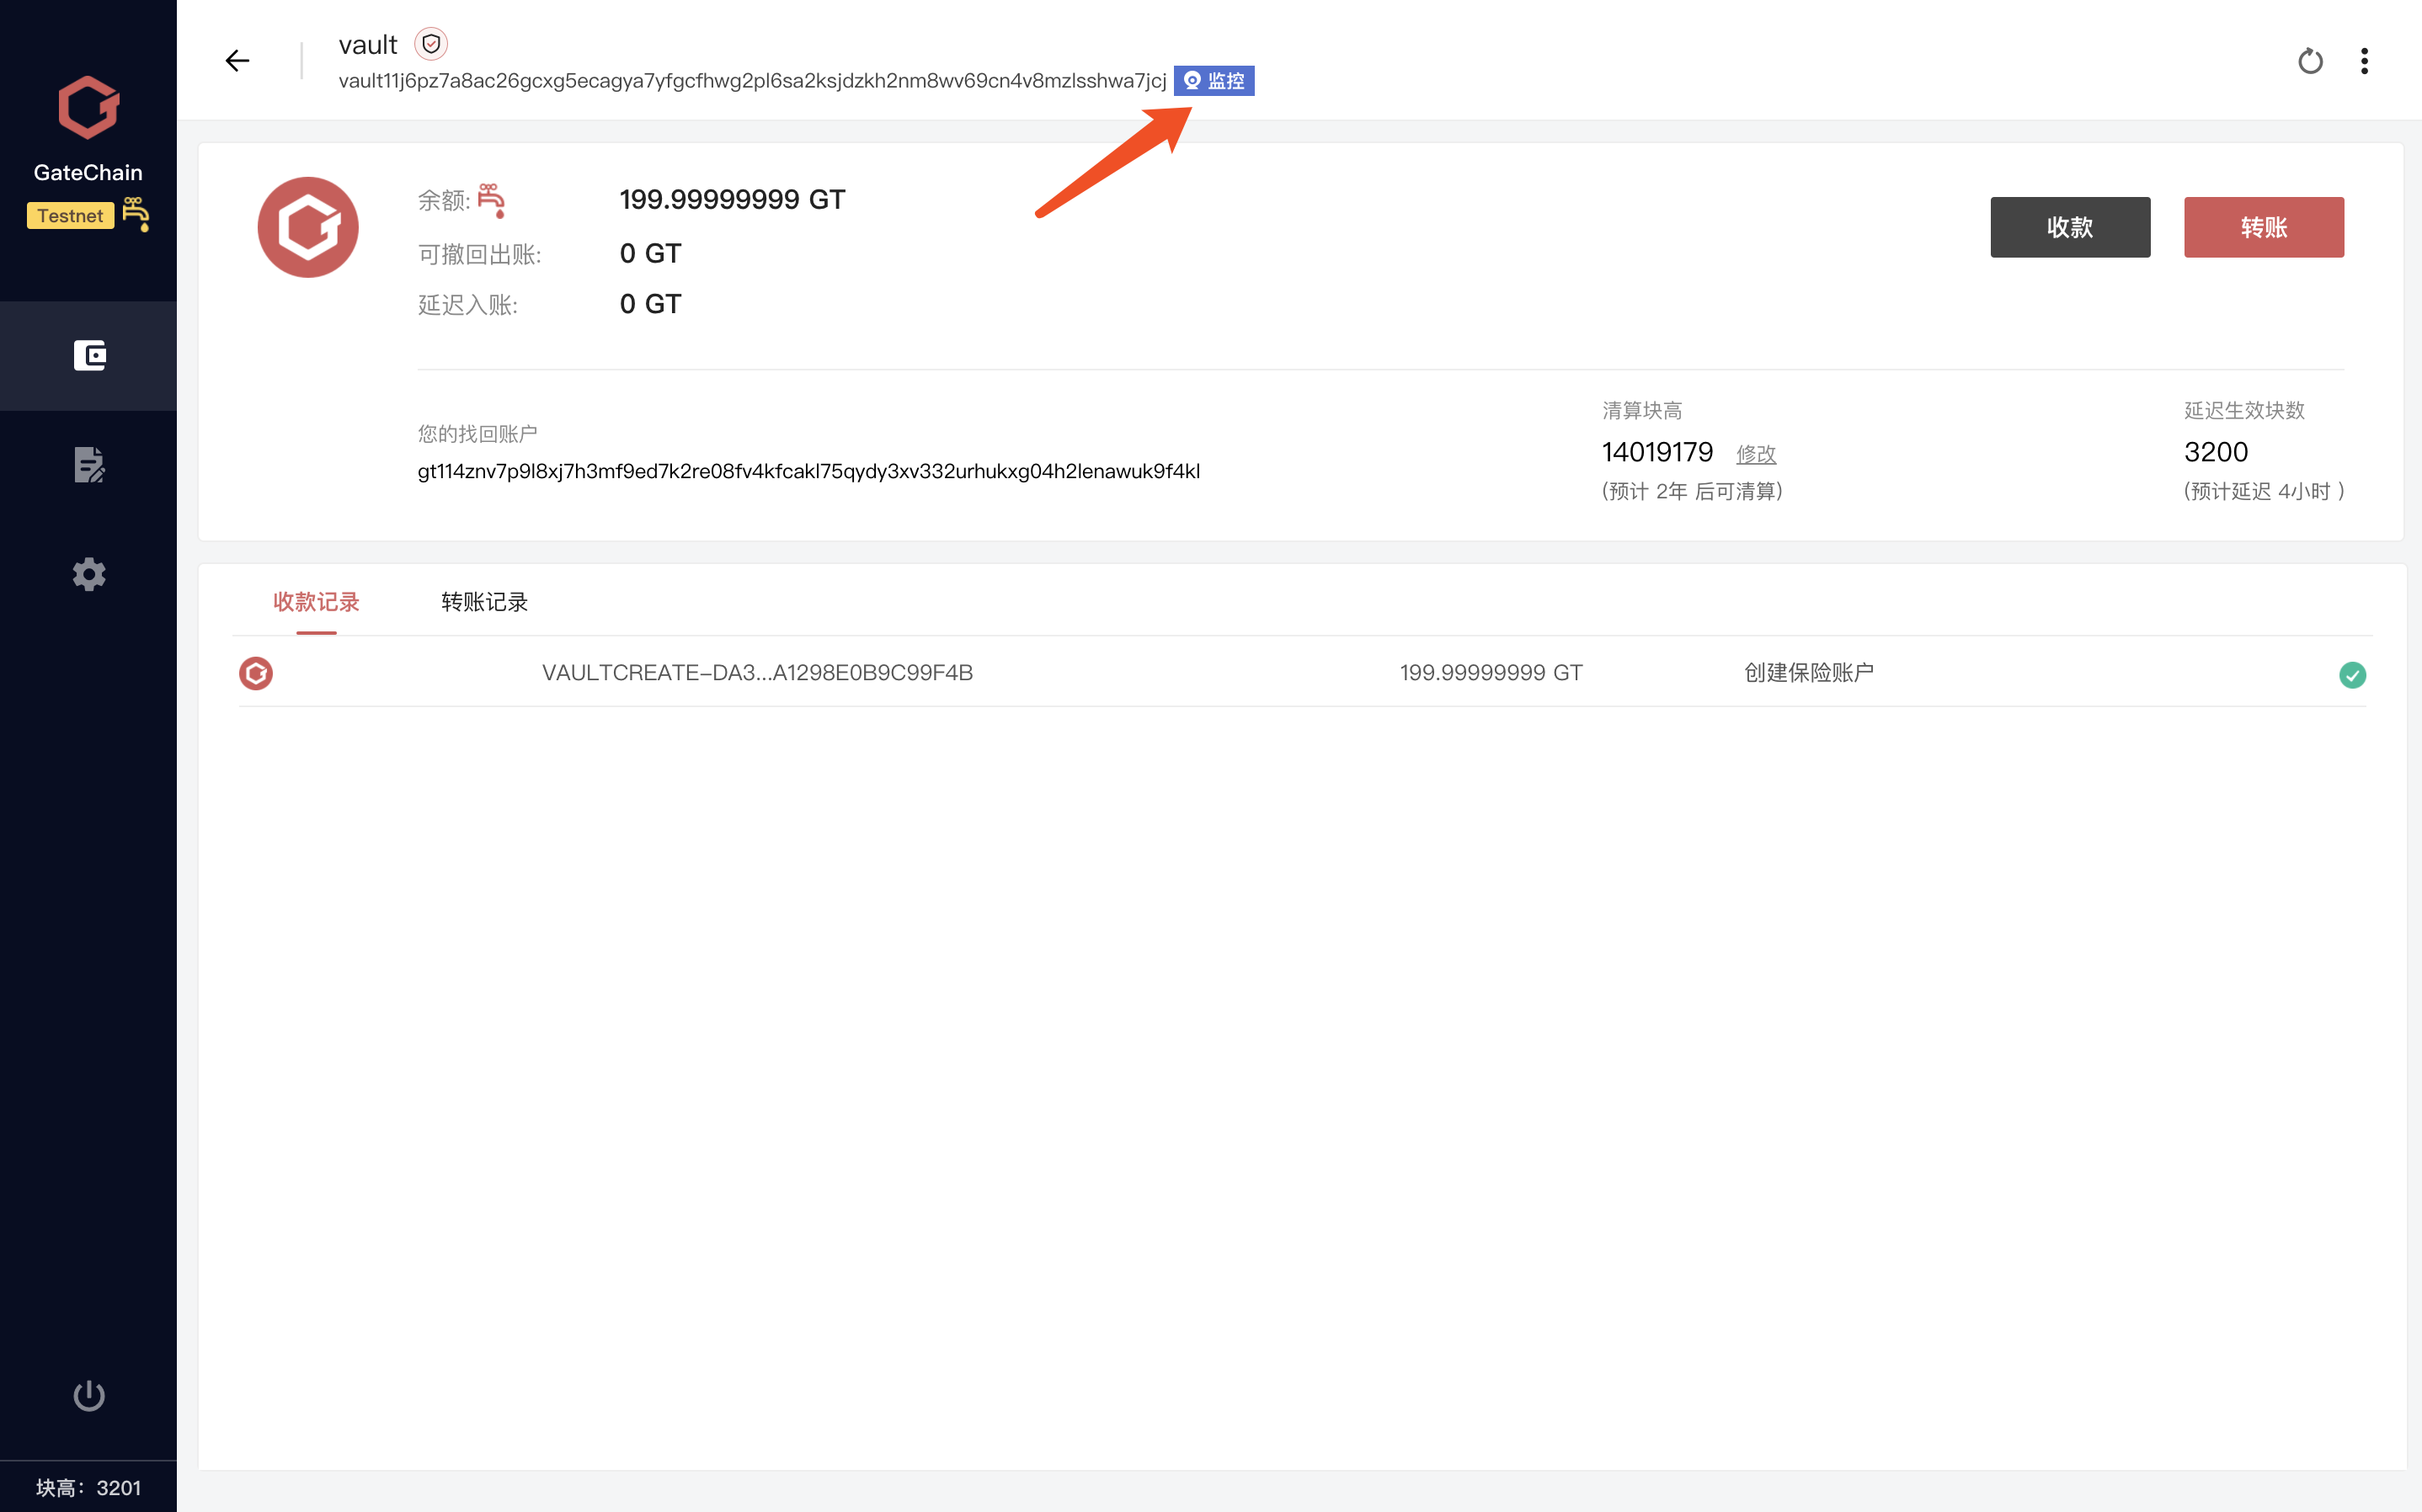 GateChain
Testnet
块高：3201
vault
vault11j6pz7a8ac26gcxg5ecagya7yfgcfhwg2pl6sa2ksjdzkh2nm8wv69cn4v8mzlsshwa7jcj 监控
余额: 199.99999999 GT
可撤回出账: 0 GT
延迟入账: 0 GT
收款 转账
您的找回账户
gt114znv7p9l8xj7h3mf9ed7k2re08fv4kfcakl75qydy3xv332urhukxg04h2lenawuk9f4kl
清算块高
14019179 修改
(预计 2年 后可清算)
延迟生效块数
3200
(预计延迟 4小时 )
收款记录 转账记录
VAULTCREATE-DA3...A1298E0B9C99F4B 199.99999999 GT 创建保险账户